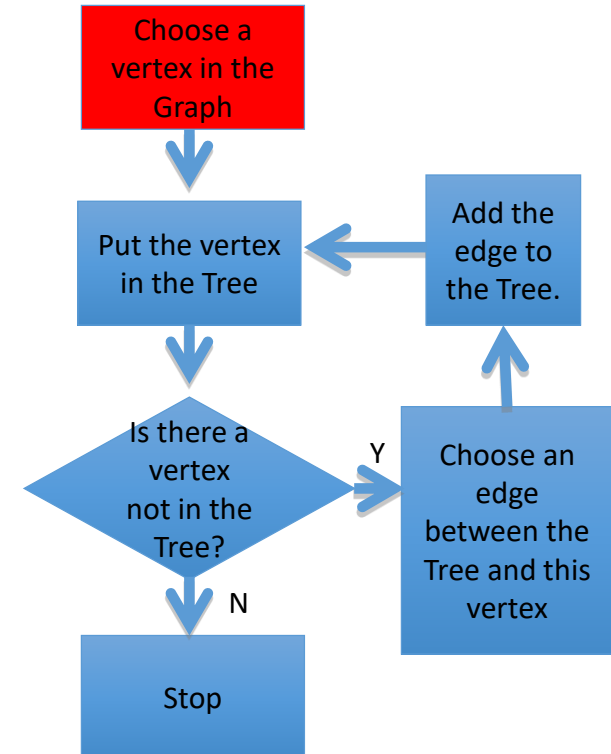 Choose a
vertex in the
Graph
Put the vertex
in the Tree
Add the
edge to
the Tree.
Is there a
vertex
not in the
Tree?
Y
Choose an
edge
between the
Tree and this
vertex
N
Stop